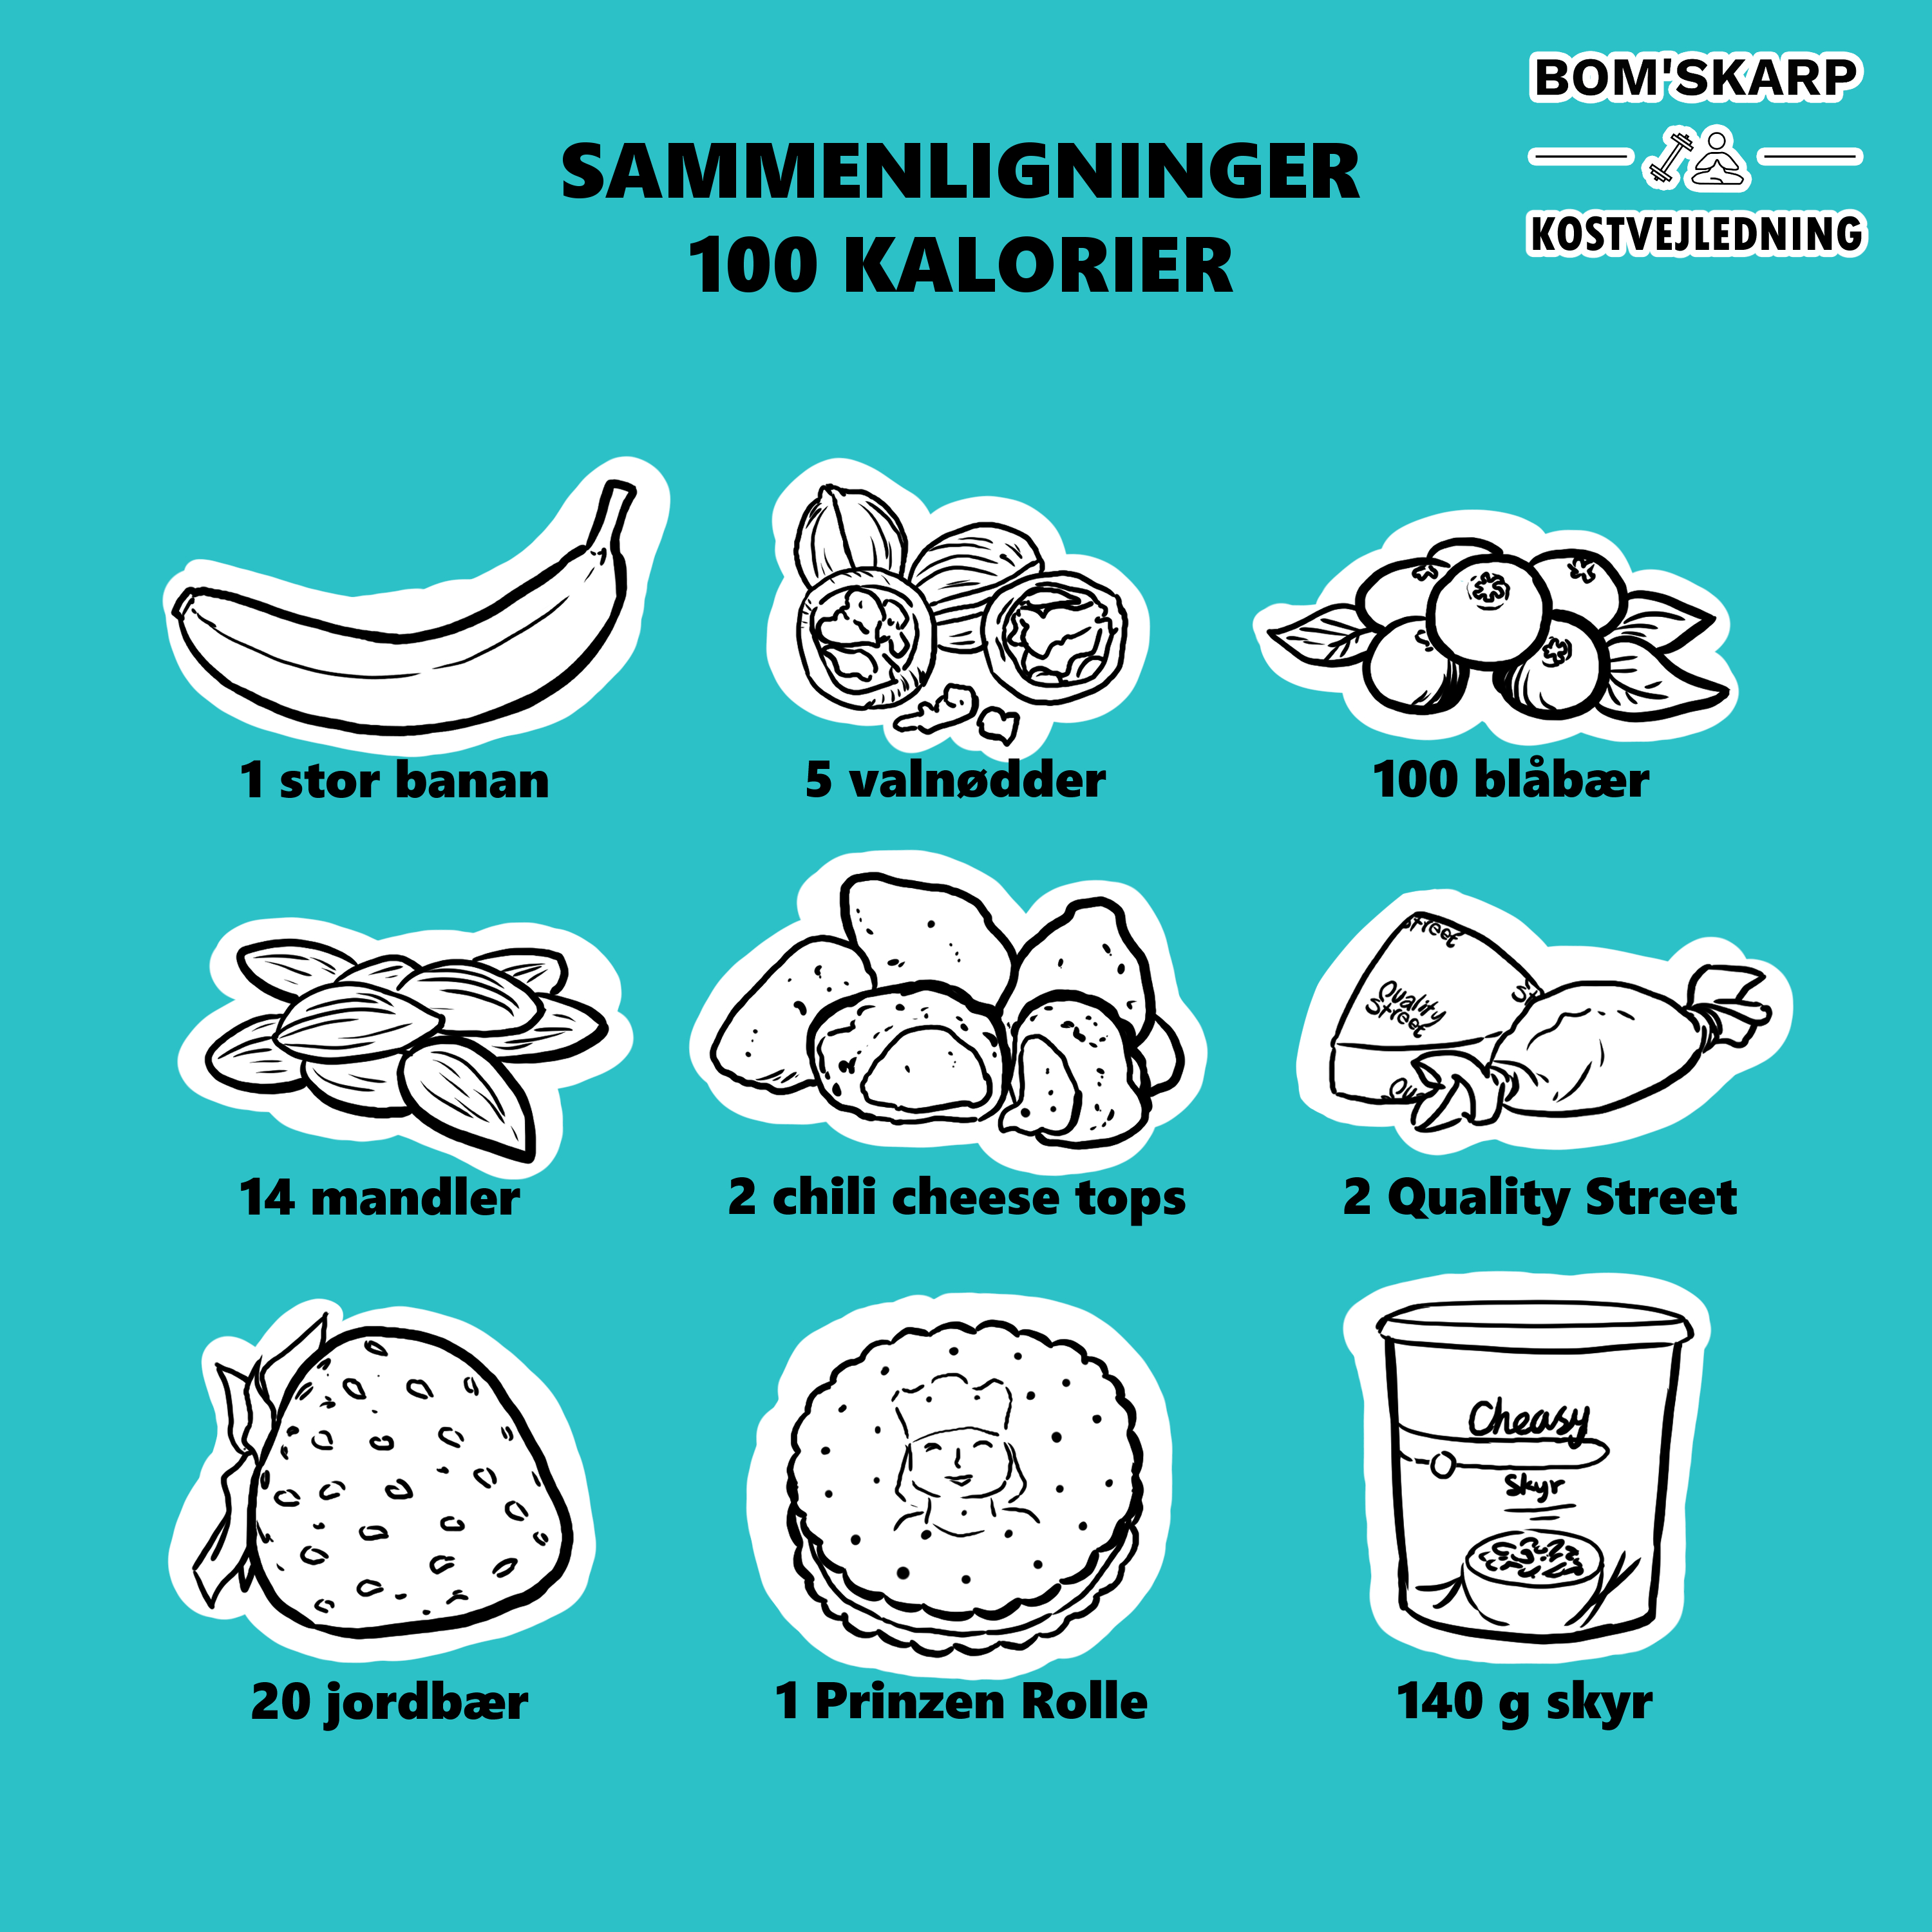 BOM'SKARP
KOSTVEJLEDNING
SAMMENLIGNINGER
100 KALORIER
1 stor banan
5 valnødder
100 blåbær
Street
Quality
Street
14 mandler
2 chili cheese tops
2 Quality Street
Cheasy
Skyr
20 jordbær
1 Prinzen Rolle
140 g skyr